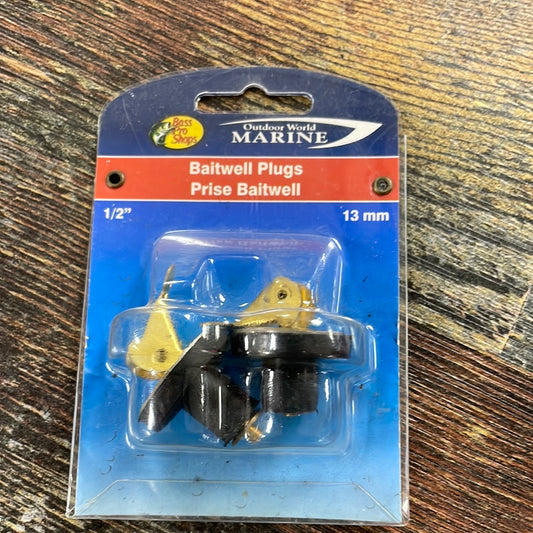 Bass
Pro
Shops
Outdoor World
MARINE
Baitwell Plugs
Prise Baitwell
1/2"
13 mm